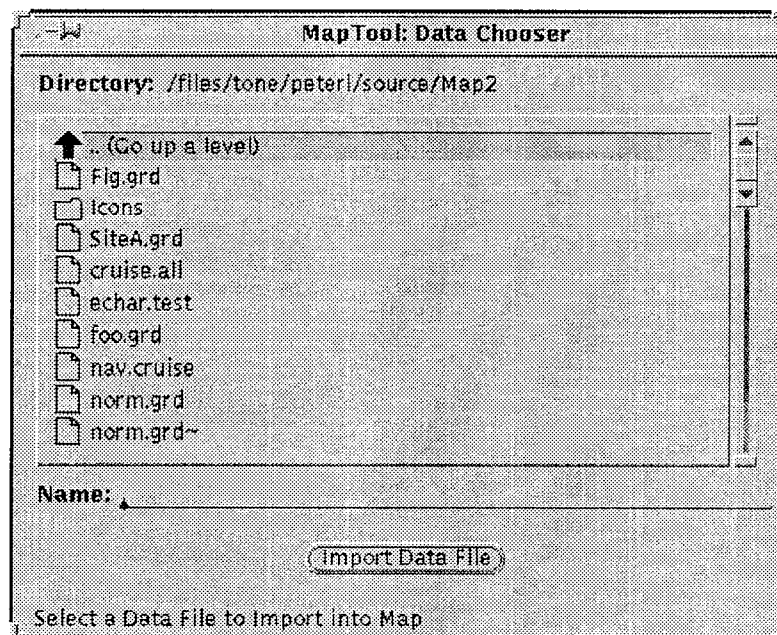 MapTool: Data Chooser
Directory: /files/tone/peterl/source/Map2
.. (Go up a level)
Fig.grd
Icons
SiteA.grd
cruise.all
echar.test
foo.grd
nav.cruise
norm.grd
norm.grd~
Name:
Import Data File
Select a Data File to Import into Map